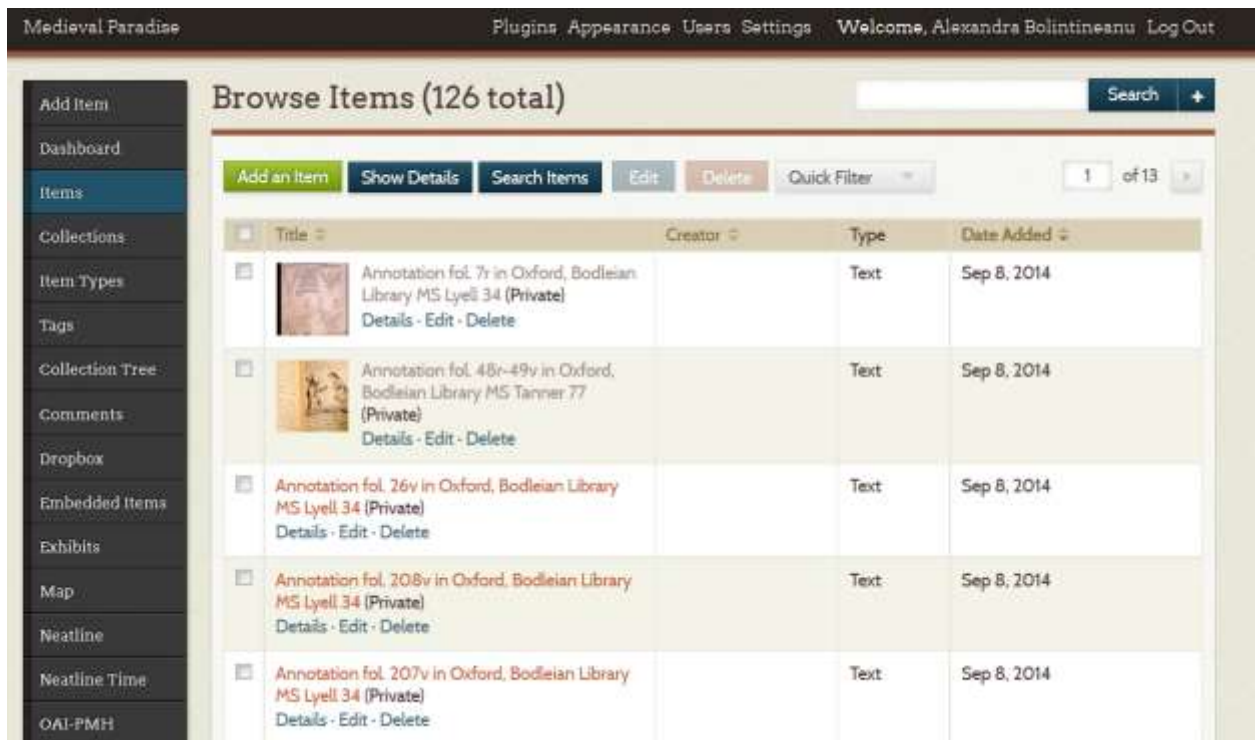 Medieval Paradise
Plugins Appearance Users Settings Welcome, Alexandra Bolintineanu Log Out
Add Item
Dashboard
Items
Collections
Item Types
Tags
Collection Tree
Comments
Dropbox
Embedded Items
Exhibits
Map
Neatline
Neatline Time
OAI-PMH
Browse Items (126 total)
Search +
Add an Item Show Details Search Items Edit Delete Quick Filter 1 of 13
Title Creator Type Date Added
Annotation fol. 7r in Oxford, Bodleian
Library MS Lyell 34 (Private)
Details · Edit · Delete
Text Sep 8, 2014
Annotation fol. 48r-49v in Oxford,
Bodleian Library MS Tanner 77
(Private)
Details · Edit · Delete
Text Sep 8, 2014
Annotation fol. 26v in Oxford, Bodleian Library
MS Lyell 34 (Private)
Details · Edit · Delete
Text Sep 8, 2014
Annotation fol. 208v in Oxford, Bodleian Library
MS Lyell 34 (Private)
Details · Edit · Delete
Text Sep 8, 2014
Annotation fol. 207v in Oxford, Bodleian Library
MS Lyell 34 (Private)
Details · Edit · Delete
Text Sep 8, 2014